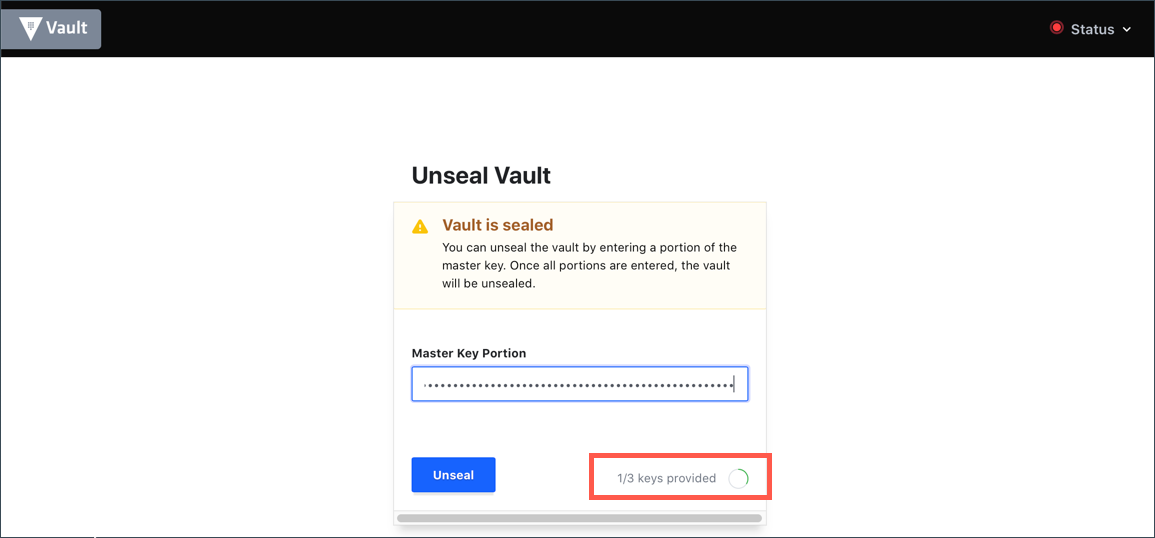 Vault
Status
Unseal Vault
Vault is sealed
You can unseal the vault by entering a portion of the
master key. Once all portions are entered, the vault
will be unsealed.
Master Key Portion
Unseal
1/3 keys provided